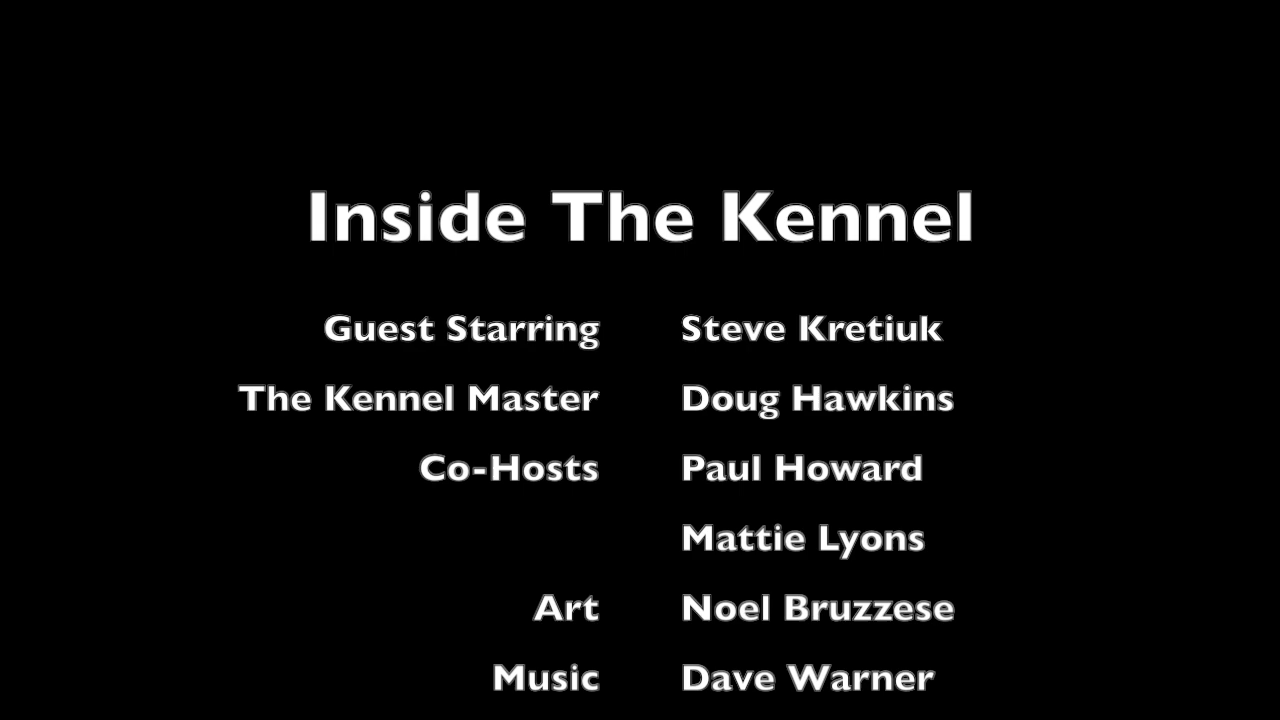 Inside The Kennel
Guest Starring Steve Kretiuk
The Kennel Master Doug Hawkins
Co-Hosts Paul Howard
Mattie Lyons
Art Noel Bruzzese
Music Dave Warner